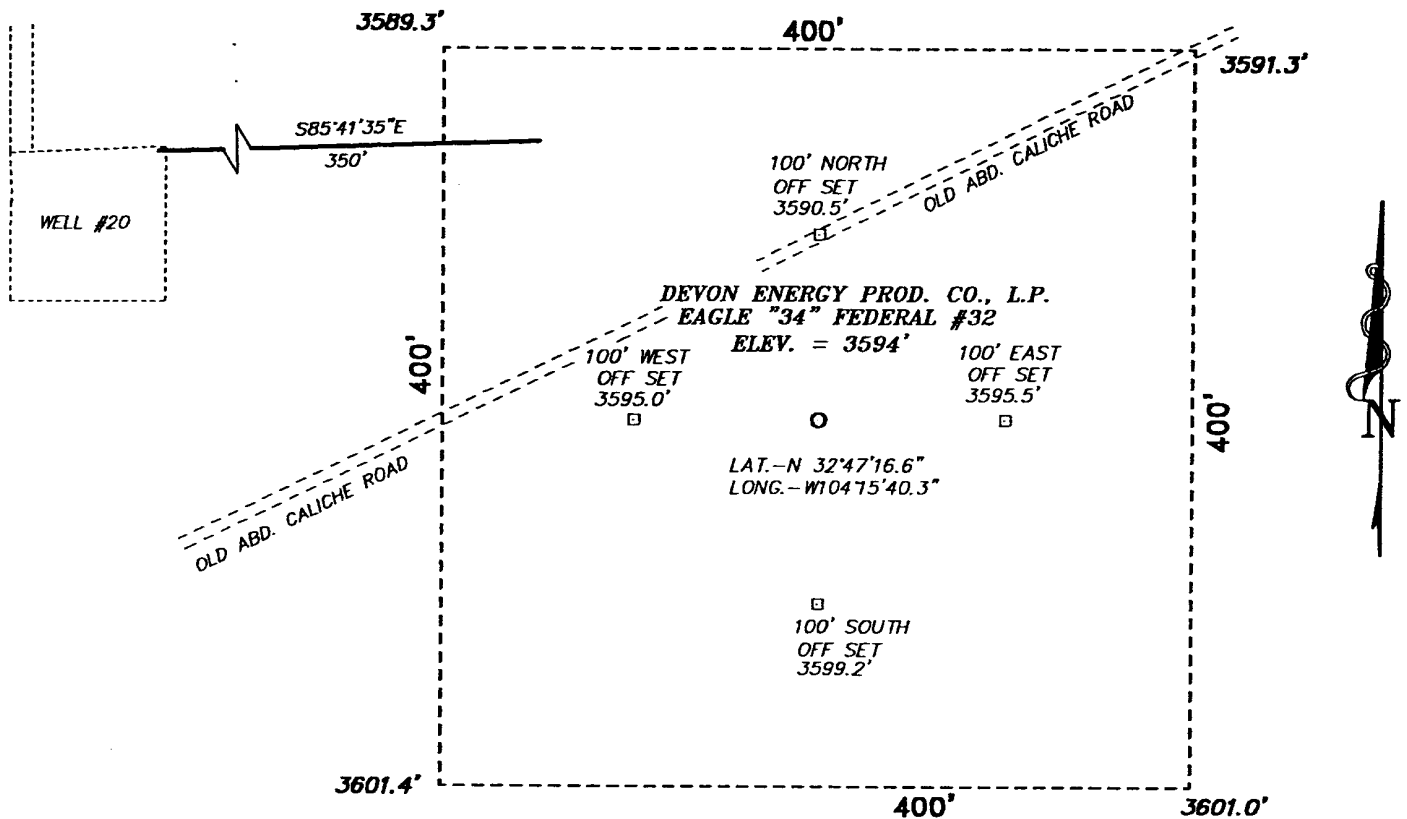 3589.3'
400'
3591.3'
S85°41'35"E
350'
WELL #20
OLD ABD. CALICHE ROAD
100' NORTH
OFF SET
3590.5'
DEVON ENERGY PROD. CO., L.P.
EAGLE "34" FEDERAL #32
ELEV. = 3594'
100' WEST
OFF SET
3595.0'
100' EAST
OFF SET
3595.5'
400'
400'
N
LAT.-N 32°47'16.6"
LONG.-W104°15'40.3"
OLD ABD. CALICHE ROAD
100' SOUTH
OFF SET
3599.2'
3601.4'
400'
3601.0'